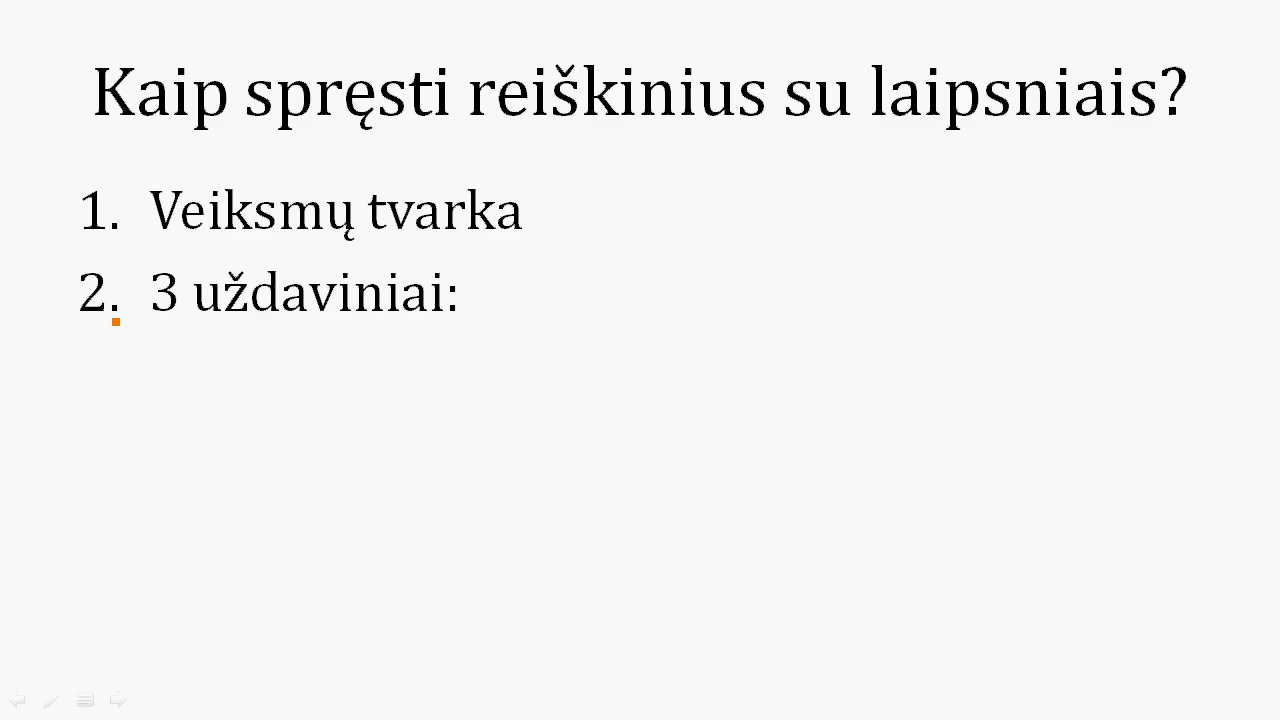 Kaip spręsti reiškinius su laipsniais?
1. Veiksmų tvarka
2. 3 uždaviniai: